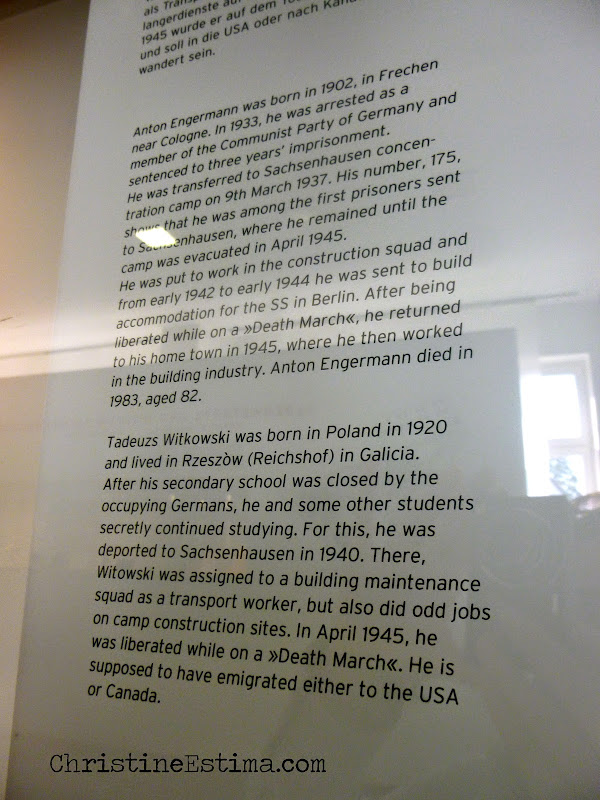 als Transp
langerdienste auf
1945 wurde er auf dem
und soll in die USA oder nach Kana
wandert sein.
Anton Engermann was born in 1902, in Frechen
near Cologne. In 1933, he was arrested as a
member of the Communist Party of Germany and
sentenced to three years' imprisonment.
He was transferred to Sachsenhausen concen-
tration camp on 9th March 1937. His number, 175,
shows that he was among the first prisoners sent
to Sachsenhausen, where he remained until the
camp was evacuated in April 1945.
He was put to work in the construction squad and
from early 1942 to early 1944 he was sent to build
accommodation for the SS in Berlin. After being
liberated while on a »Death March«, he returned
to his home town in 1945, where he then worked
in the building industry. Anton Engermann died in
1983, aged 82.
Tadeuzs Witkowski was born in Poland in 1920
and lived in Rzeszòw (Reichshof) in Galicia.
After his secondary school was closed by the
occupying Germans, he and some other students
secretly continued studying. For this, he was
deported to Sachsenhausen in 1940. There,
Witowski was assigned to a building maintenance
squad as a transport worker, but also did odd jobs
on camp construction sites. In April 1945, he
was liberated while on a »Death March«. He is
supposed to have emigrated either to the USA
or Canada.
ChristineEstima.com